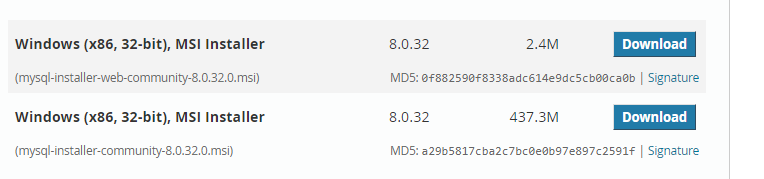 Windows (x86, 32-bit), MSI Installer 8.0.32 2.4M Download
(mysql-installer-web-community-8.0.32.0.msi) MD5: 0f882590f8338adc614e9dc5cb00ca0b | Signature
Windows (x86, 32-bit), MSI Installer 8.0.32 437.3M Download
(mysql-installer-community-8.0.32.0.msi) MD5: a29b5817cba2c7bc0e0b97e897c2591f | Signature